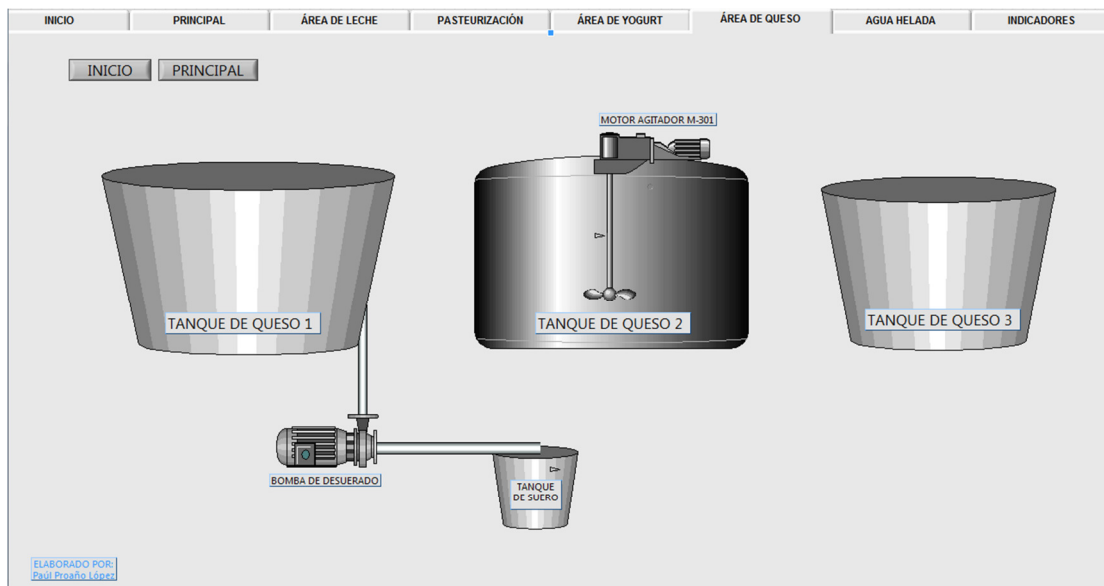 INICIO
PRINCIPAL
ÁREA DE LECHE
PASTEURIZACIÓN
ÁREA DE YOGURT
ÁREA DE QUESO
AGUA HELADA
INDICADORES
INICIO
PRINCIPAL
MOTOR AGITADOR M-301
TANQUE DE QUESO 1
TANQUE DE QUESO 2
TANQUE DE QUESO 3
BOMBA DE DESUERADO
TANQUE
DE SUERO
ELABORADO POR:
Paúl Proaño López